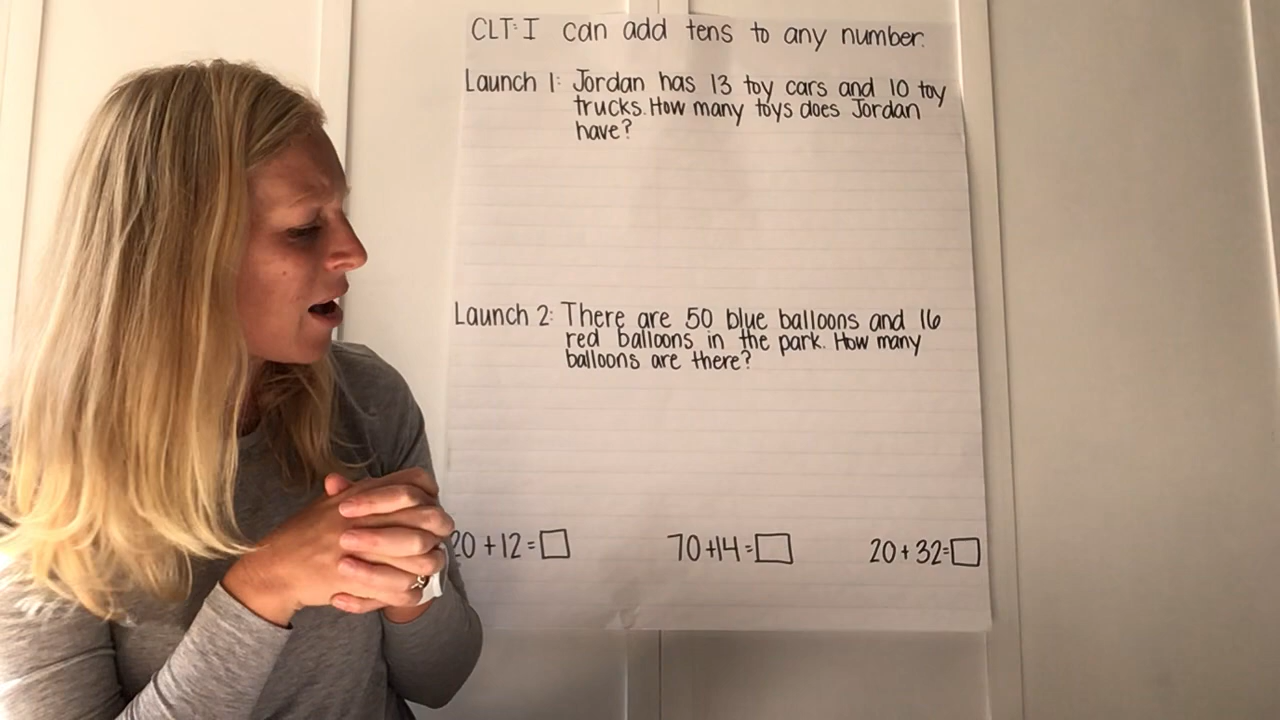 CLT: I can add tens to any number.
Launch 1: Jordan has 13 toy cars and 10 toy
trucks. How many toys does Jordan
have?
Launch 2: There are 50 blue balloons and 16
red balloons in the park. How many
balloons are there?
20 + 12 = □ 70 + 14 = □ 20 + 32 = □